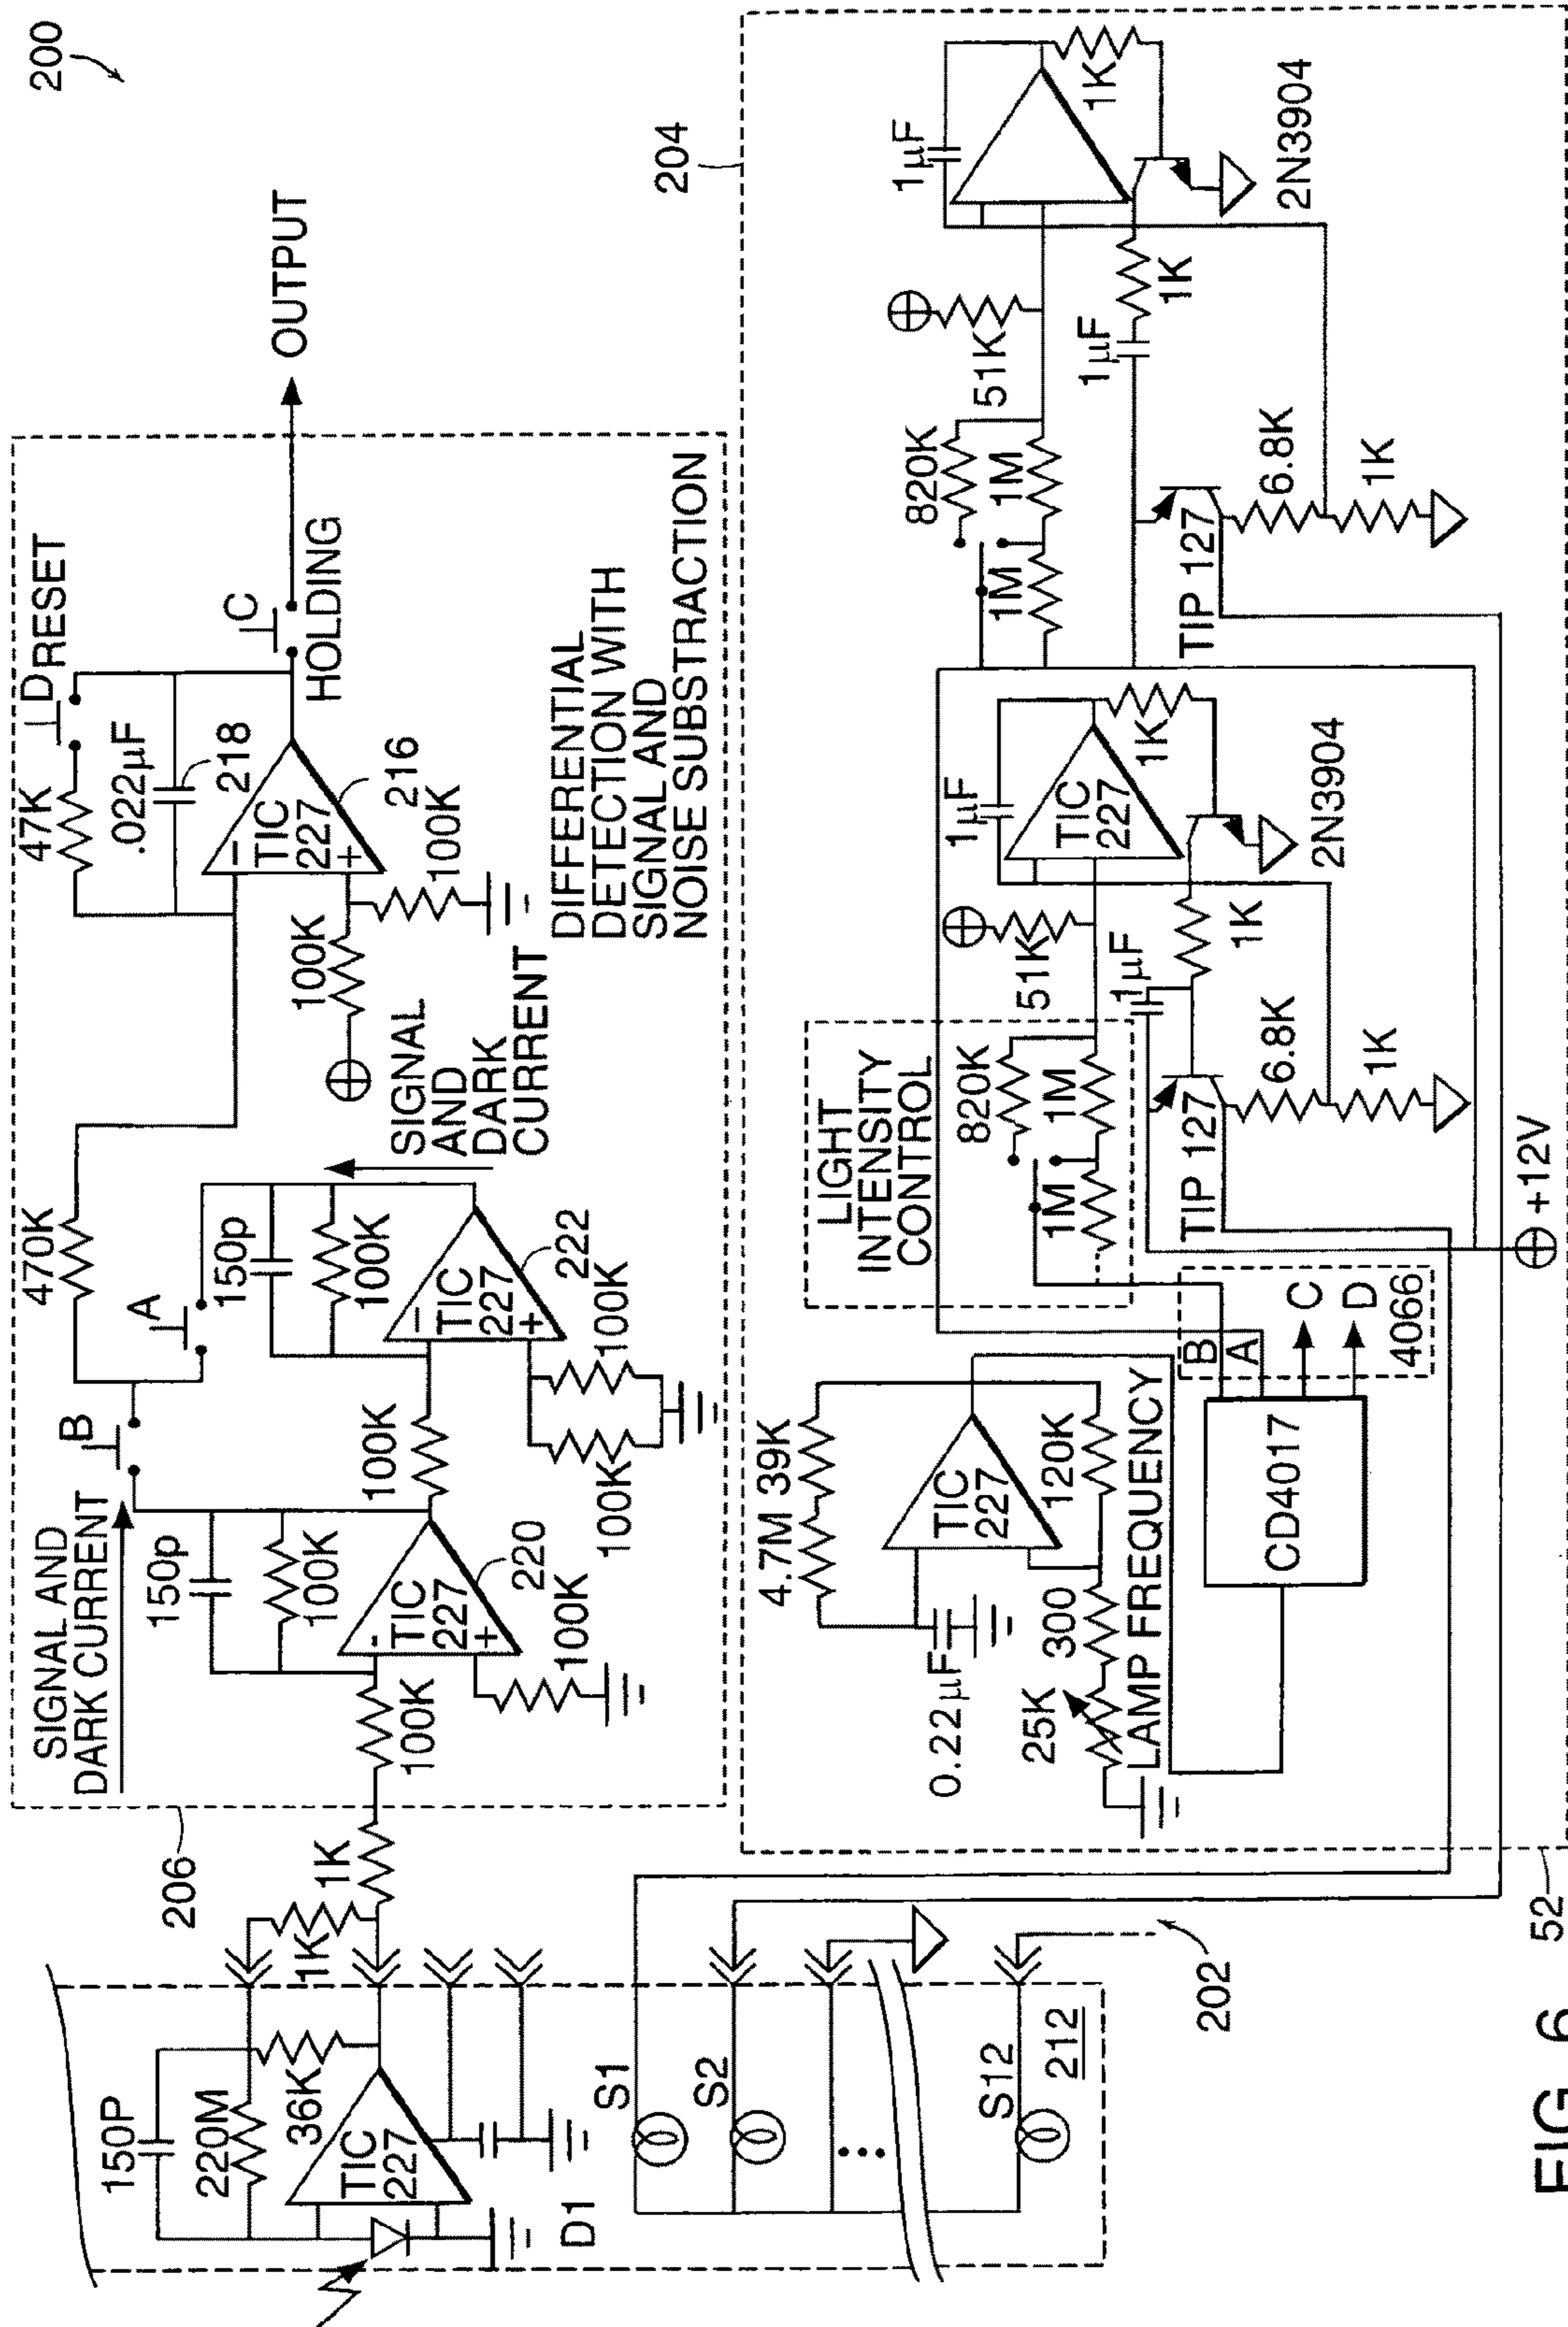 200
206
SIGNAL AND
DARK CURRENT
150p
100K
100K
TIC
227
-
+
220
100K
B
A
470K
100K
150p
100K
TIC
227
-
+
222
100K
100K
SIGNAL
AND
DARK
CURRENT
47K
D
RESET
.022µF
218
TIC
227
-
+
216
100K
100K
C
HOLDING
OUTPUT
DIFFERENTIAL
DETECTION WITH
SIGNAL AND
NOISE SUBSTRACTION
150P
220M
36K
TIC
227
D1
1K
1K
S1
S2
S12
212
202
52
204
4.7M
39K
TIC
227
0.22µF
120K
300
25K
LAMP FREQUENCY
CD4017
B
A
C
D
4066
LIGHT
INTENSITY
CONTROL
820K
1M
1M
51K
1µF
TIC
227
1K
1µF
1K
2N3904
TIP 127
6.8K
1K
+12V
820K
1M
1M
51K
1µF
1K
1µF
1K
2N3904
TIP 127
6.8K
1K
FIG. 6